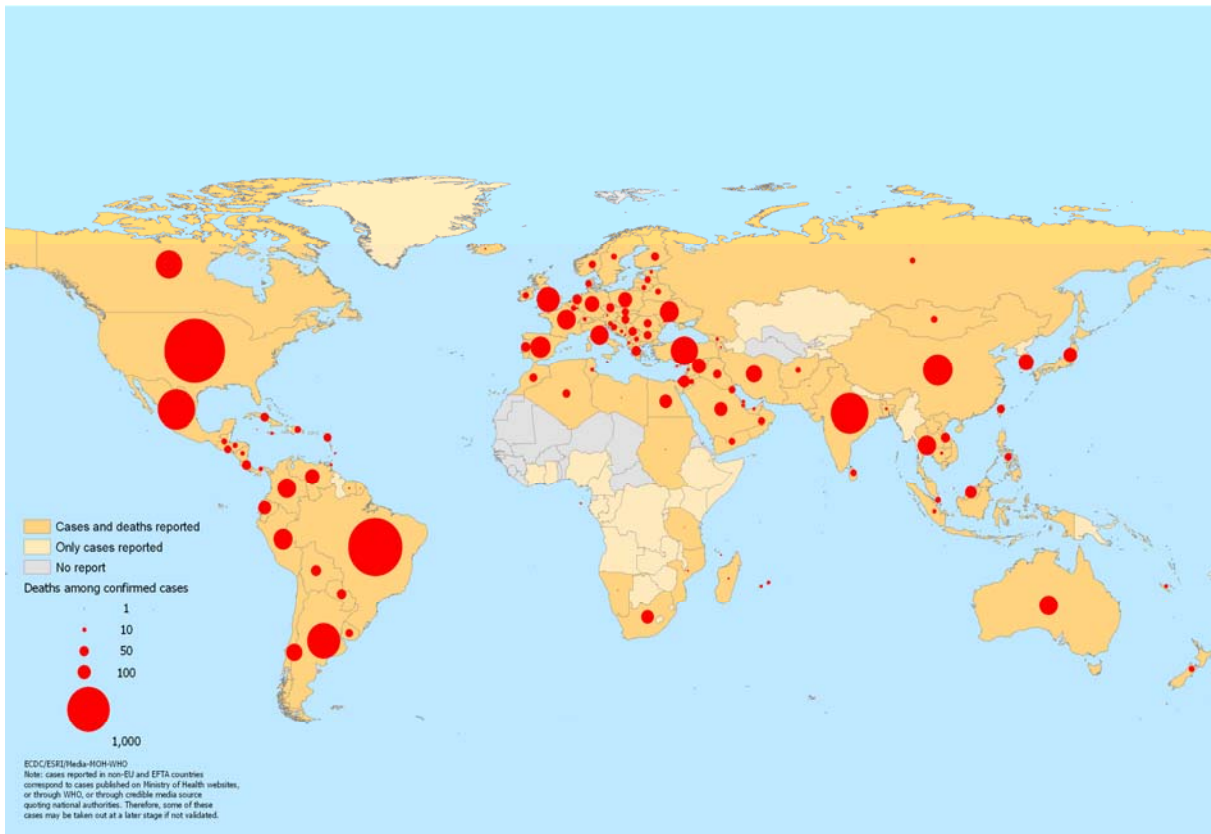 Cases and deaths reported
Only cases reported
No report
Deaths among confirmed cases
1
10
50
100
1,000
ECDC/ESRI/Media-MOH-WHO
Note: cases reported in non-EU and EFTA countries
correspond to cases published on Ministry of Health websites,
or through WHO, or through credible media source
quoting national authorities. Therefore, some of these
cases may be taken out at a later stage if not validated.